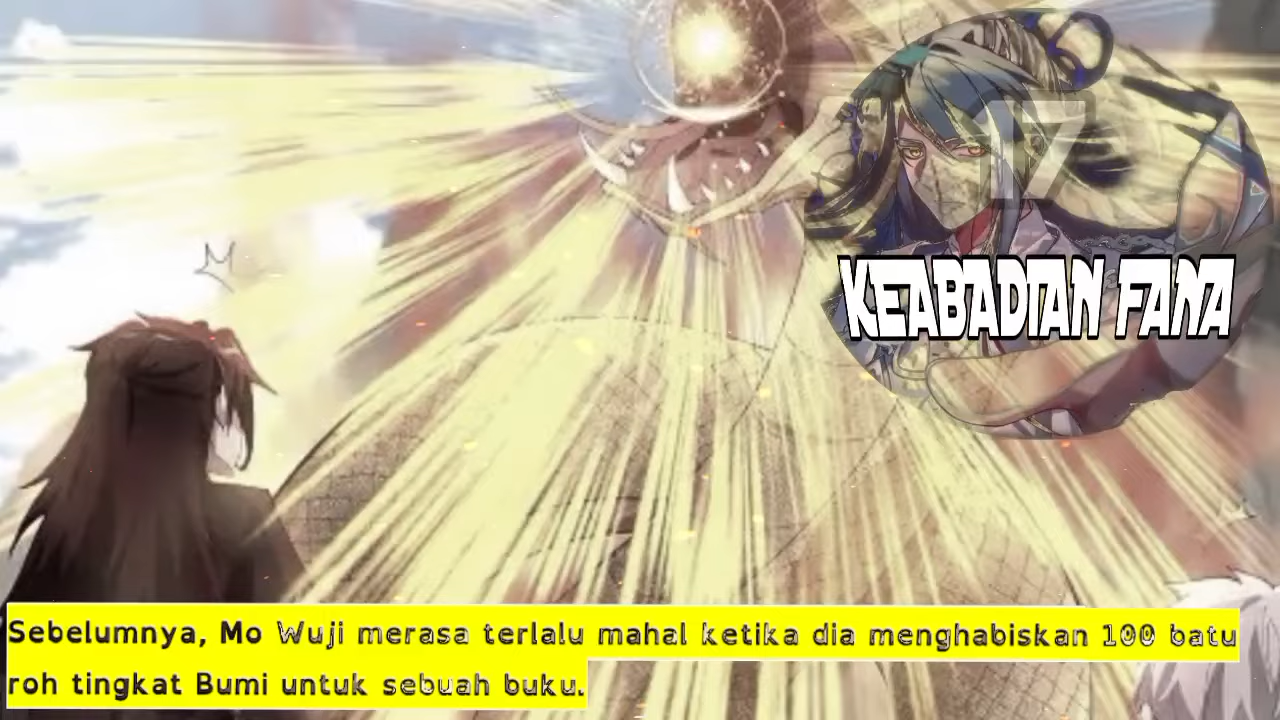 17
KEABADIAN FANA
Sebelumnya, Mo Wuji merasa terlalu mahal ketika dia menghabiskan 100 batu
roh tingkat Bumi untuk sebuah buku.